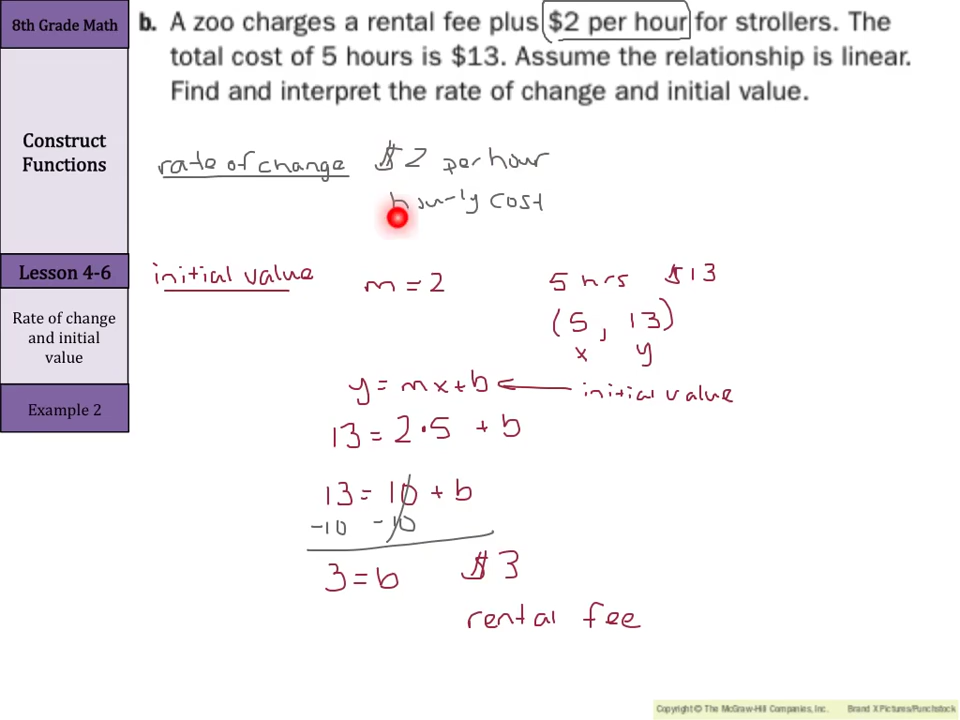 8th Grade Math
Construct
Functions
Lesson 4-6
Rate of change
and initial
value
Example 2
b. A zoo charges a rental fee plus $2 per hour for strollers. The
total cost of 5 hours is $13. Assume the relationship is linear.
Find and interpret the rate of change and initial value.
rate of change $2 per hour
hourly cost
initial value m = 2 5 hrs $13
(5, 13)
x y
y = mx + b initial value
13 = 2 • 5 + b
13 = 10 + b
-10 -10
3 = b $3
rental fee
Copyright © The McGraw-Hill Companies, Inc. Brand X Pictures/Punchstock